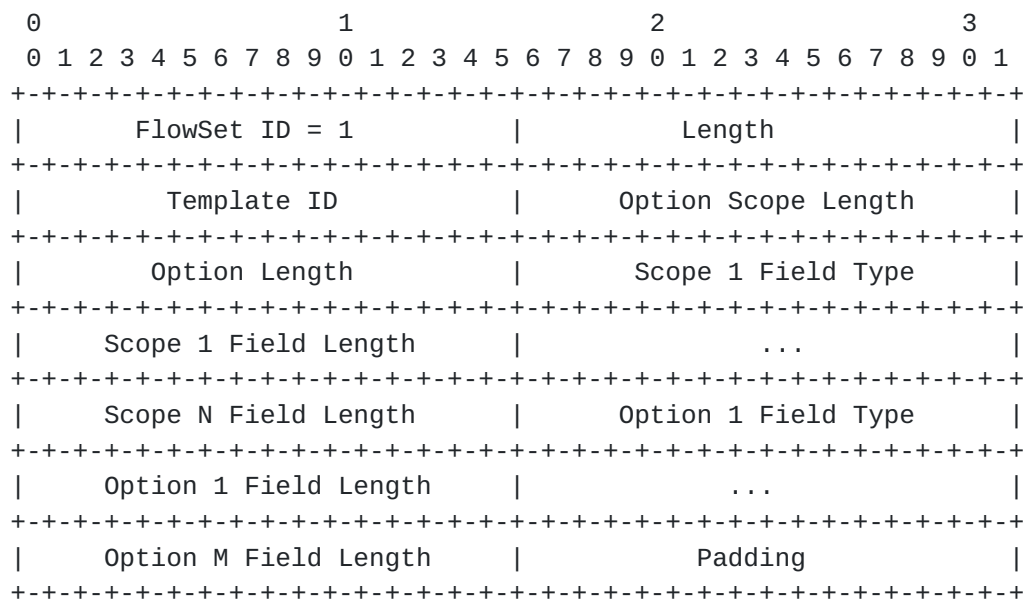 0                   1                   2                   3
 0 1 2 3 4 5 6 7 8 9 0 1 2 3 4 5 6 7 8 9 0 1 2 3 4 5 6 7 8 9 0 1
+-+-+-+-+-+-+-+-+-+-+-+-+-+-+-+-+-+-+-+-+-+-+-+-+-+-+-+-+-+-+-+-+
|       FlowSet ID = 1          |          Length               |
+-+-+-+-+-+-+-+-+-+-+-+-+-+-+-+-+-+-+-+-+-+-+-+-+-+-+-+-+-+-+-+-+
|         Template ID           |      Option Scope Length      |
+-+-+-+-+-+-+-+-+-+-+-+-+-+-+-+-+-+-+-+-+-+-+-+-+-+-+-+-+-+-+-+-+
|        Option Length          |       Scope 1 Field Type      |
+-+-+-+-+-+-+-+-+-+-+-+-+-+-+-+-+-+-+-+-+-+-+-+-+-+-+-+-+-+-+-+-+
|     Scope 1 Field Length      |               ...             |
+-+-+-+-+-+-+-+-+-+-+-+-+-+-+-+-+-+-+-+-+-+-+-+-+-+-+-+-+-+-+-+-+
|     Scope N Field Length      |      Option 1 Field Type      |
+-+-+-+-+-+-+-+-+-+-+-+-+-+-+-+-+-+-+-+-+-+-+-+-+-+-+-+-+-+-+-+-+
|     Option 1 Field Length     |             ...               |
+-+-+-+-+-+-+-+-+-+-+-+-+-+-+-+-+-+-+-+-+-+-+-+-+-+-+-+-+-+-+-+-+
|     Option M Field Length     |           Padding             |
+-+-+-+-+-+-+-+-+-+-+-+-+-+-+-+-+-+-+-+-+-+-+-+-+-+-+-+-+-+-+-+-+